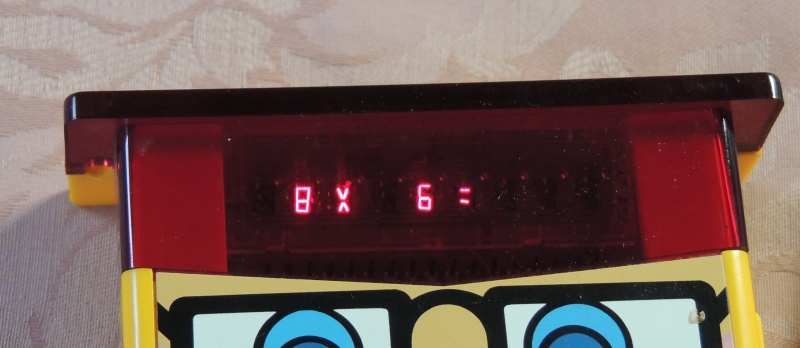 8 x 6 =